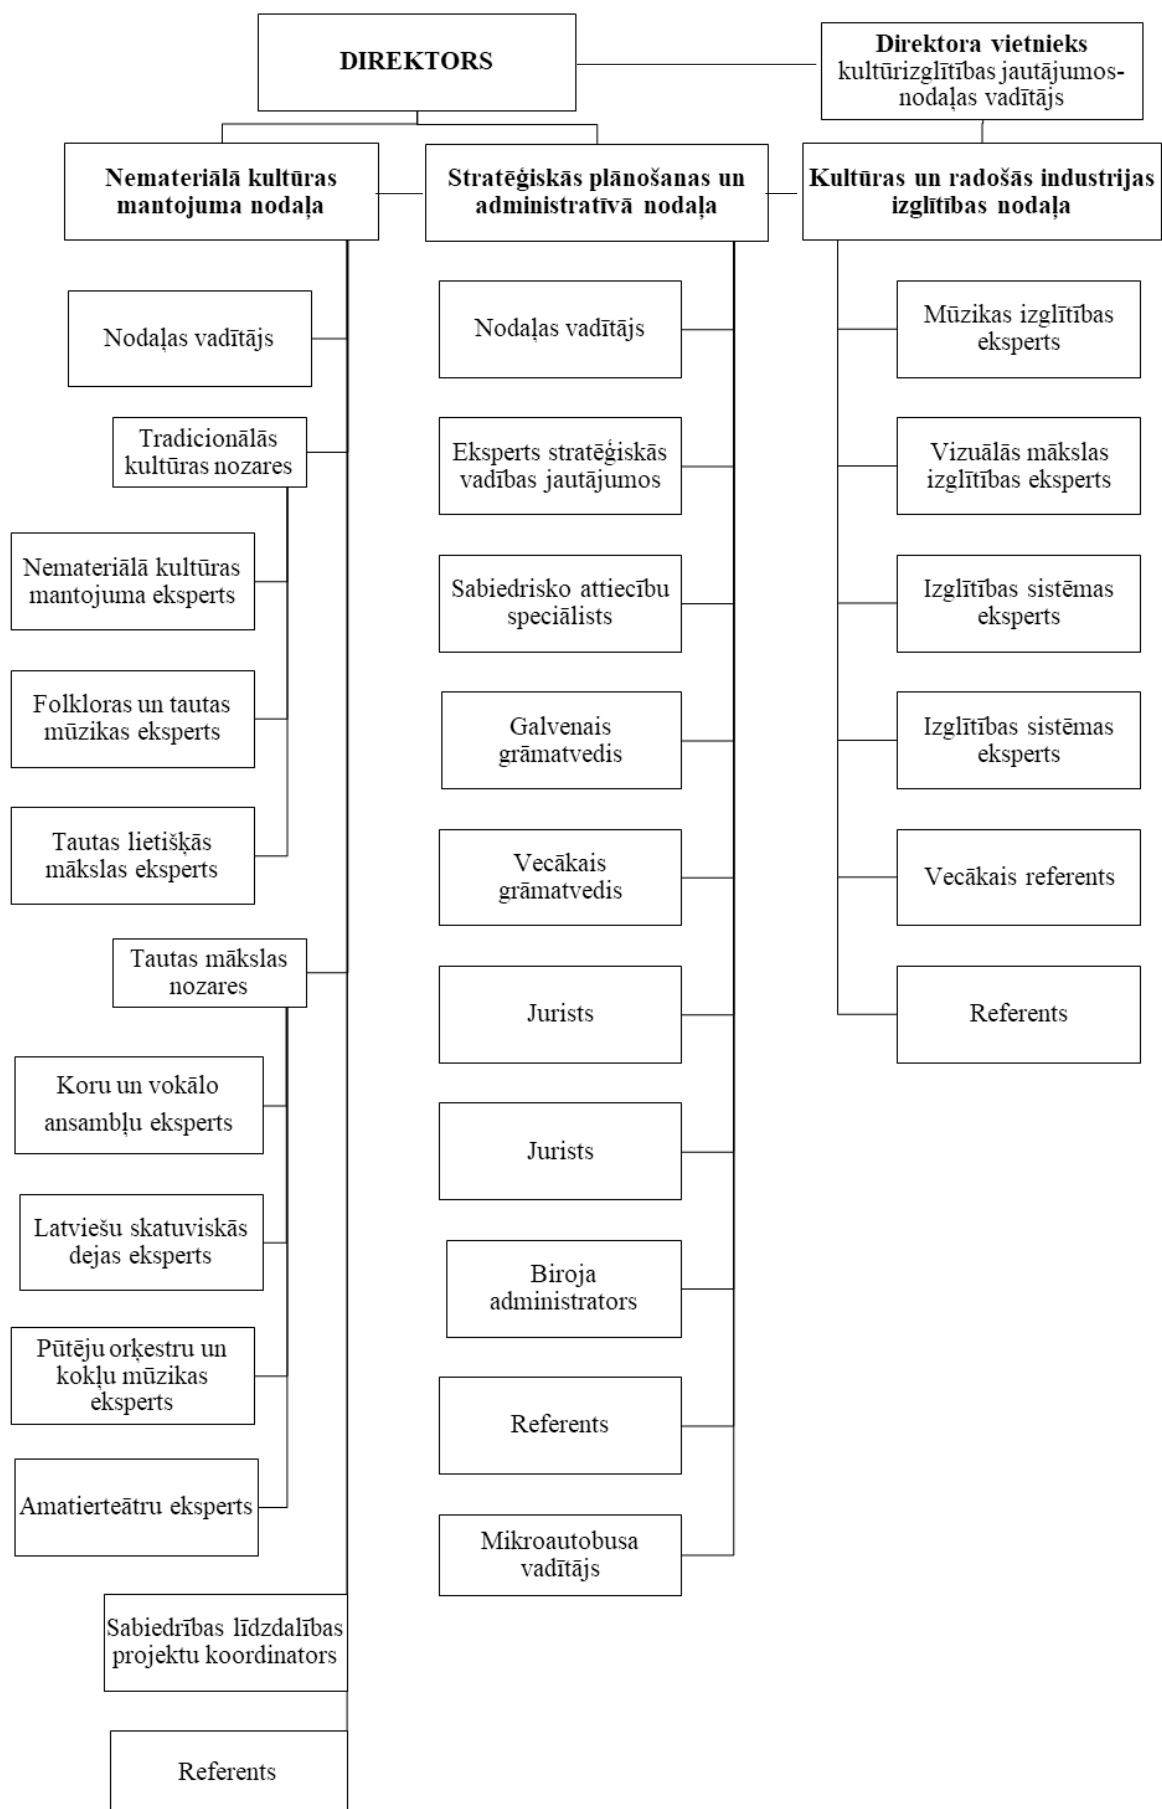 DIREKTORS
Direktora vietnieks
kultūrizglītības jautājumos-
nodaļas vadītājs
Nemateriālā kultūras
mantojuma nodaļa
Stratēģiskās plānošanas un
administratīvā nodaļa
Kultūras un radošās industrijas
izglītības nodaļa
Nodaļas vadītājs
Tradicionālās
kultūras nozares
Nemateriālā kultūras
mantojuma eksperts
Folkloras un tautas
mūzikas eksperts
Tautas lietišķās
mākslas eksperts
Tautas mākslas
nozares
Koru un vokālo
ansambļu eksperts
Latviešu skatuviskās
dejas eksperts
Pūtēju orķestru un
kokļu mūzikas
eksperts
Amatierteātru eksperts
Sabiedrības līdzdalības
projektu koordinators
Referents
Nodaļas vadītājs
Eksperts stratēģiskās
vadības jautājumos
Sabiedrisko attiecību
speciālists
Galvenais
grāmatvedis
Vecākais
grāmatvedis
Jurists
Jurists
Biroja
administrators
Referents
Mikroautobusa
vadītājs
Mūzikas izglītības
eksperts
Vizuālās mākslas
izglītības eksperts
Izglītības sistēmas
eksperts
Izglītības sistēmas
eksperts
Vecākais referents
Referents